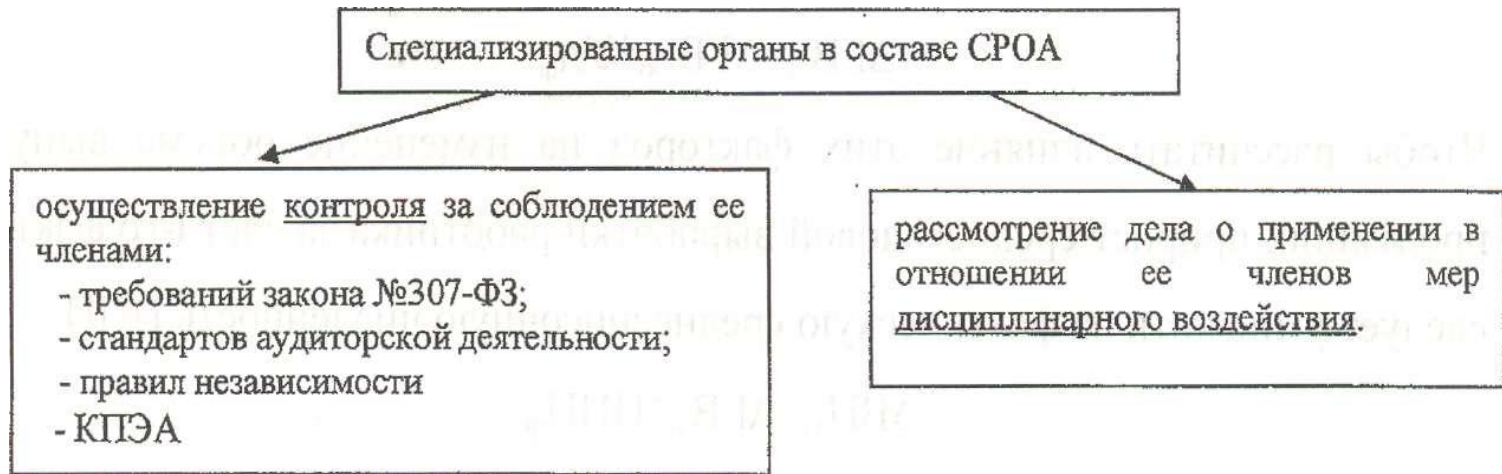 Специализированные органы в составе СРОА
осуществление контроля за соблюдением ее
членами:
- требований закона №307-ФЗ;
- стандартов аудиторской деятельности;
- правил независимости
- КПЭА
рассмотрение дела о применении в
отношении ее членов мер
дисциплинарного воздействия.